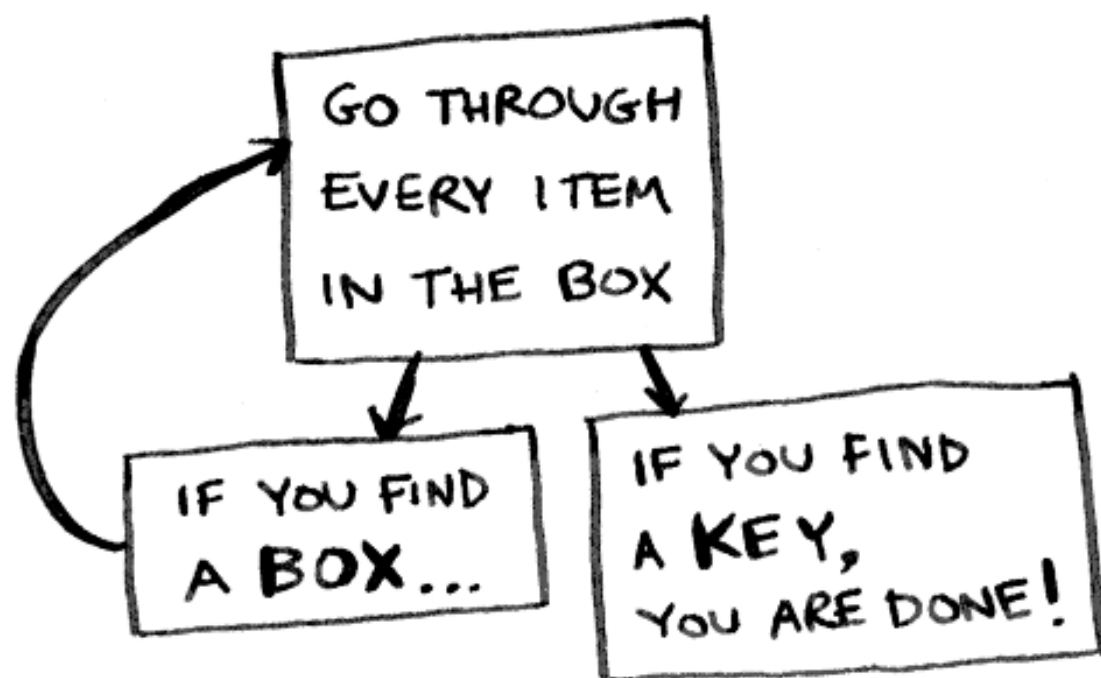 GO THROUGH
EVERY ITEM
IN THE BOX
IF YOU FIND
A BOX...
IF YOU FIND
A KEY,
YOU ARE DONE!